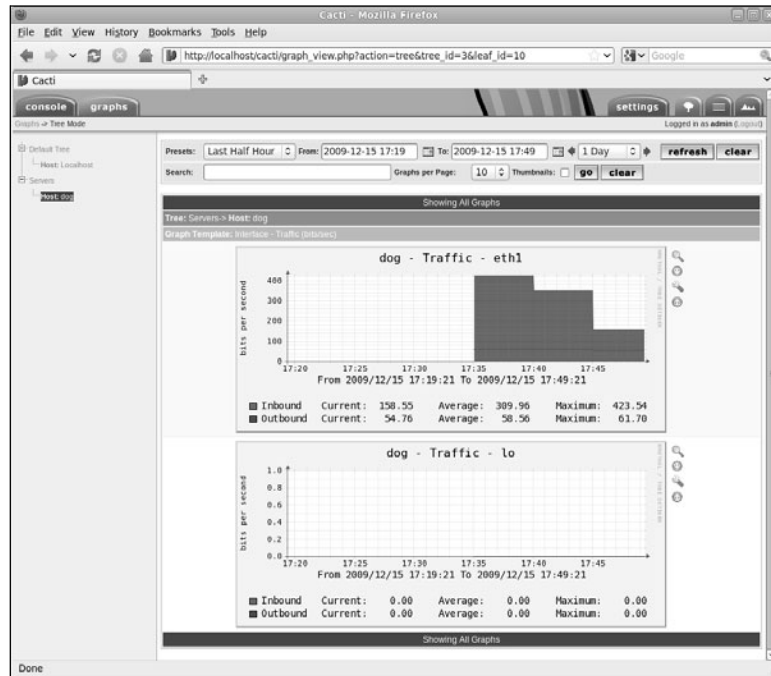 Cacti - Mozilla Firefox
File Edit View History Bookmarks Tools Help
http://localhost/cacti/graph_view.php?action=tree&tree_id=3&leaf_id=10
Google
Cacti
console graphs settings
Graphs -> Tree Mode Logged in as admin (Logout)
Default Tree
Host: Localhost
Servers
Host: dog
Presets: Last Half Hour From: 2009-12-15 17:19 To: 2009-12-15 17:49 1 Day refresh clear
Search: Graphs per Page: 10 Thumbnails: go clear
Showing All Graphs
Tree: Servers-> Host: dog
Graph Template: Interface - Traffic (bits/sec)
dog - Traffic - eth1
bits per second
400
300
200
100
0
17:20 17:25 17:30 17:35 17:40 17:45
From 2009/12/15 17:19:21 To 2009/12/15 17:49:21
Inbound Current: 158.55 Average: 309.96 Maximum: 423.54
Outbound Current: 54.76 Average: 58.56 Maximum: 61.70
dog - Traffic - lo
bits per second
1.0
0.8
0.6
0.4
0.2
0.0
17:20 17:25 17:30 17:35 17:40 17:45
From 2009/12/15 17:19:21 To 2009/12/15 17:49:21
Inbound Current: 0.00 Average: 0.00 Maximum: 0.00
Outbound Current: 0.00 Average: 0.00 Maximum: 0.00
Showing All Graphs
Done